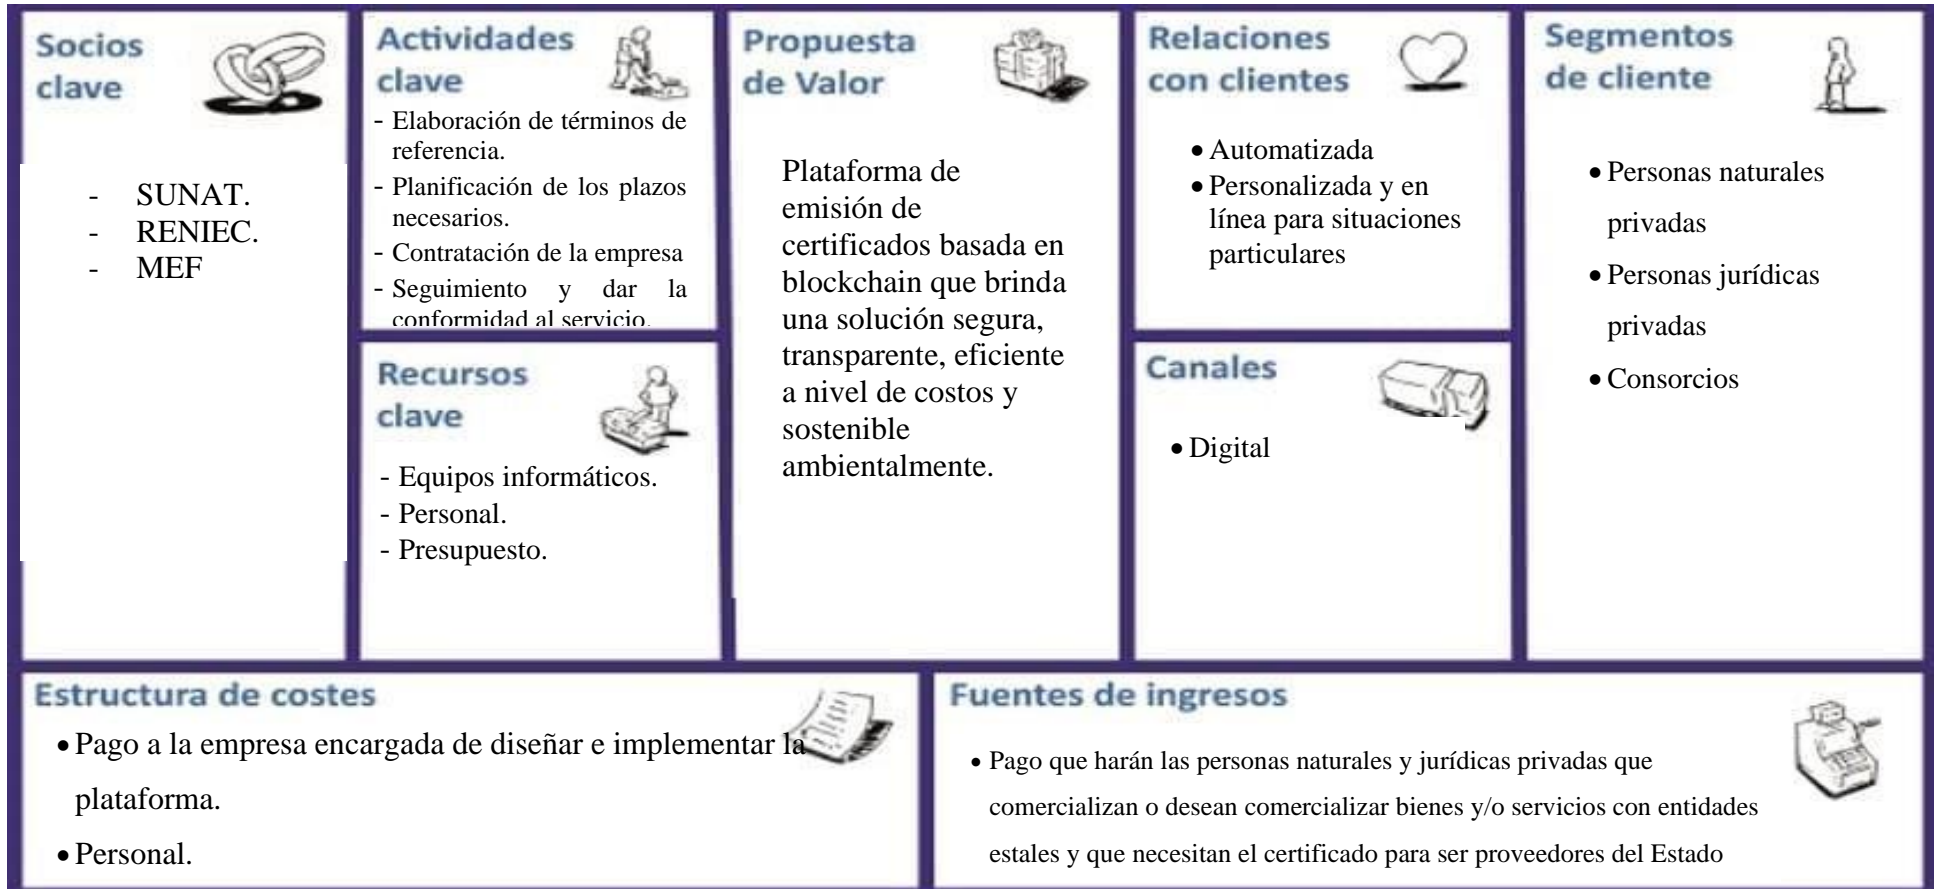 Socios
clave
- SUNAT.
- RENIEC.
- MEF
Actividades
clave
- Elaboración de términos de
referencia.
- Planificación de los plazos
necesarios.
- Contratación de la empresa
- Seguimiento y dar la
conformidad al servicio.
Recursos
clave
- Equipos informáticos.
- Personal.
- Presupuesto.
Propuesta
de Valor
Plataforma de
emisión de
certificados basada en
blockchain que brinda
una solución segura,
transparente, eficiente
a nivel de costos y
sostenible
ambientalmente.
Relaciones
con clientes
• Automatizada
• Personalizada y en
línea para situaciones
particulares
Canales
• Digital
Segmentos
de cliente
• Personas naturales
privadas
• Personas jurídicas
privadas
• Consorcios
Estructura de costes
• Pago a la empresa encargada de diseñar e implementar la
plataforma.
• Personal.
Fuentes de ingresos
• Pago que harán las personas naturales y jurídicas privadas que
comercializan o desean comercializar bienes y/o servicios con entidades
estales y que necesitan el certificado para ser proveedores del Estado